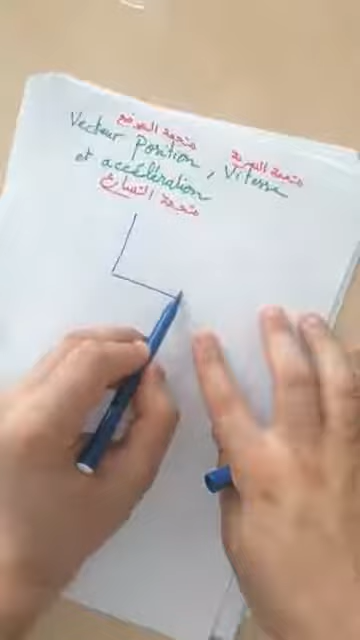 متجهة الموضع
Vecteur Position, Vitesse
متجهة السرعة
et accélération
متجهة التسارع